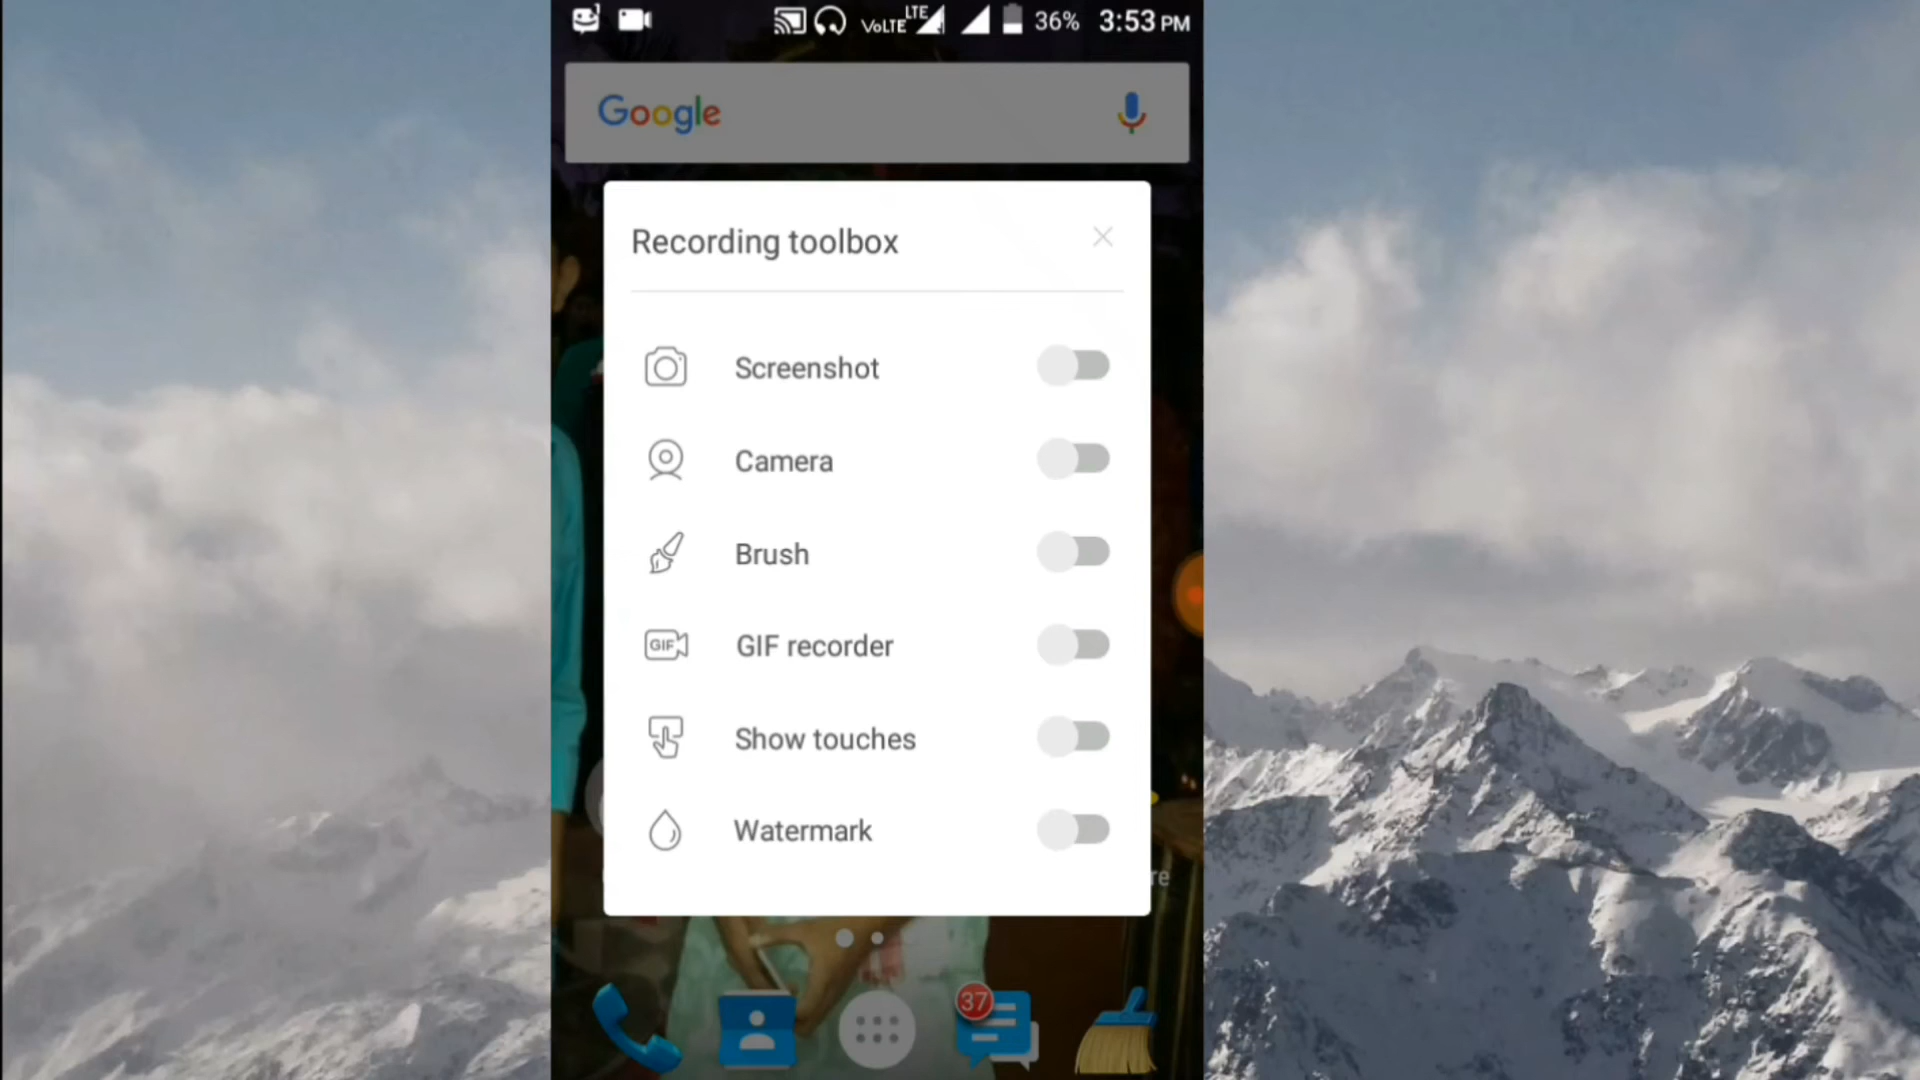 VoLTE LTE 36% 3:53 PM
Google
Recording toolbox
Screenshot
Camera
Brush
GIF GIF recorder
Show touches
Watermark
re
37